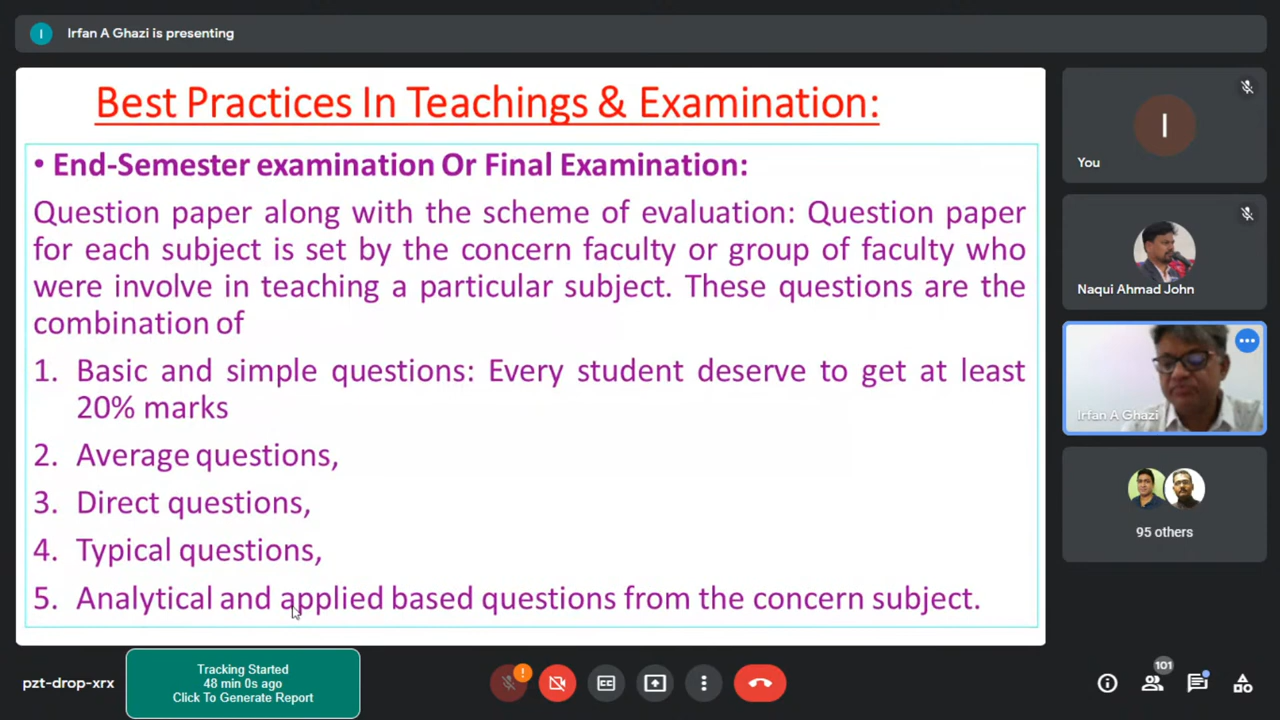 I
Irfan A Ghazi is presenting
Best Practices In Teachings & Examination:
• End-Semester examination Or Final Examination:
Question paper along with the scheme of evaluation: Question paper
for each subject is set by the concern faculty or group of faculty who
were involve in teaching a particular subject. These questions are the
combination of
1. Basic and simple questions: Every student deserve to get at least
20% marks
2. Average questions,
3. Direct questions,
4. Typical questions,
5. Analytical and applied based questions from the concern subject.
I
You
Naqui Ahmad John
Irfan A Ghazi
95 others
pzt-drop-xrx
Tracking Started
48 min 0s ago
Click To Generate Report
!
CC
101